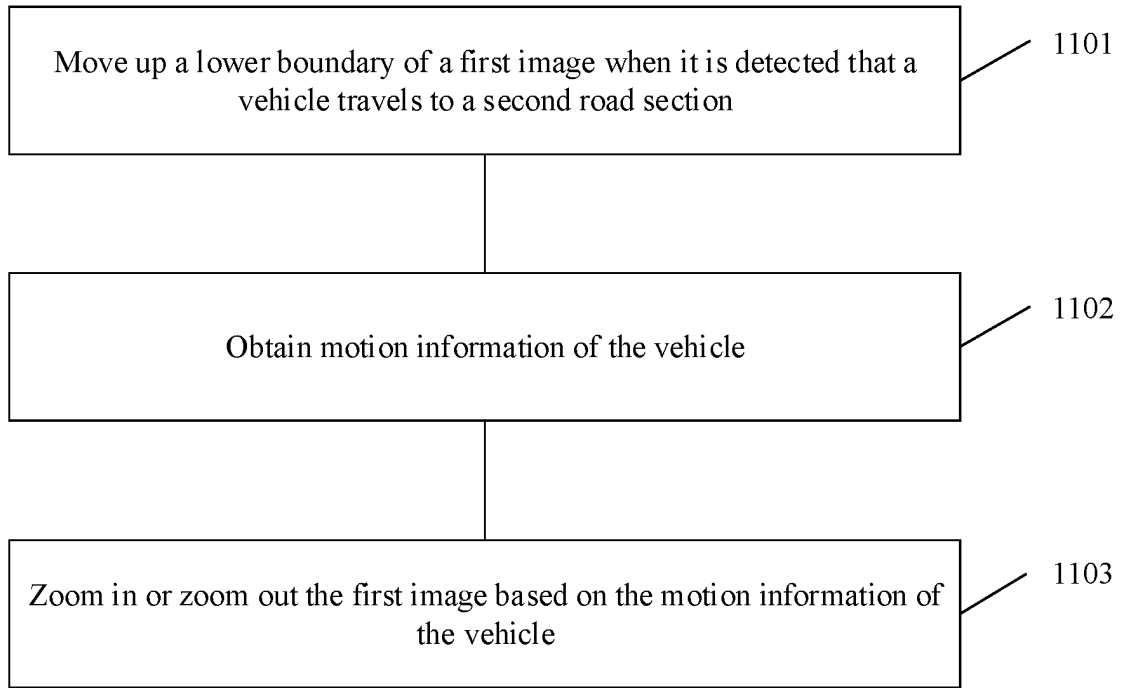 Move up a lower boundary of a first image when it is detected that a
vehicle travels to a second road section
1101
Obtain motion information of the vehicle
1102
Zoom in or zoom out the first image based on the motion information of
the vehicle
1103